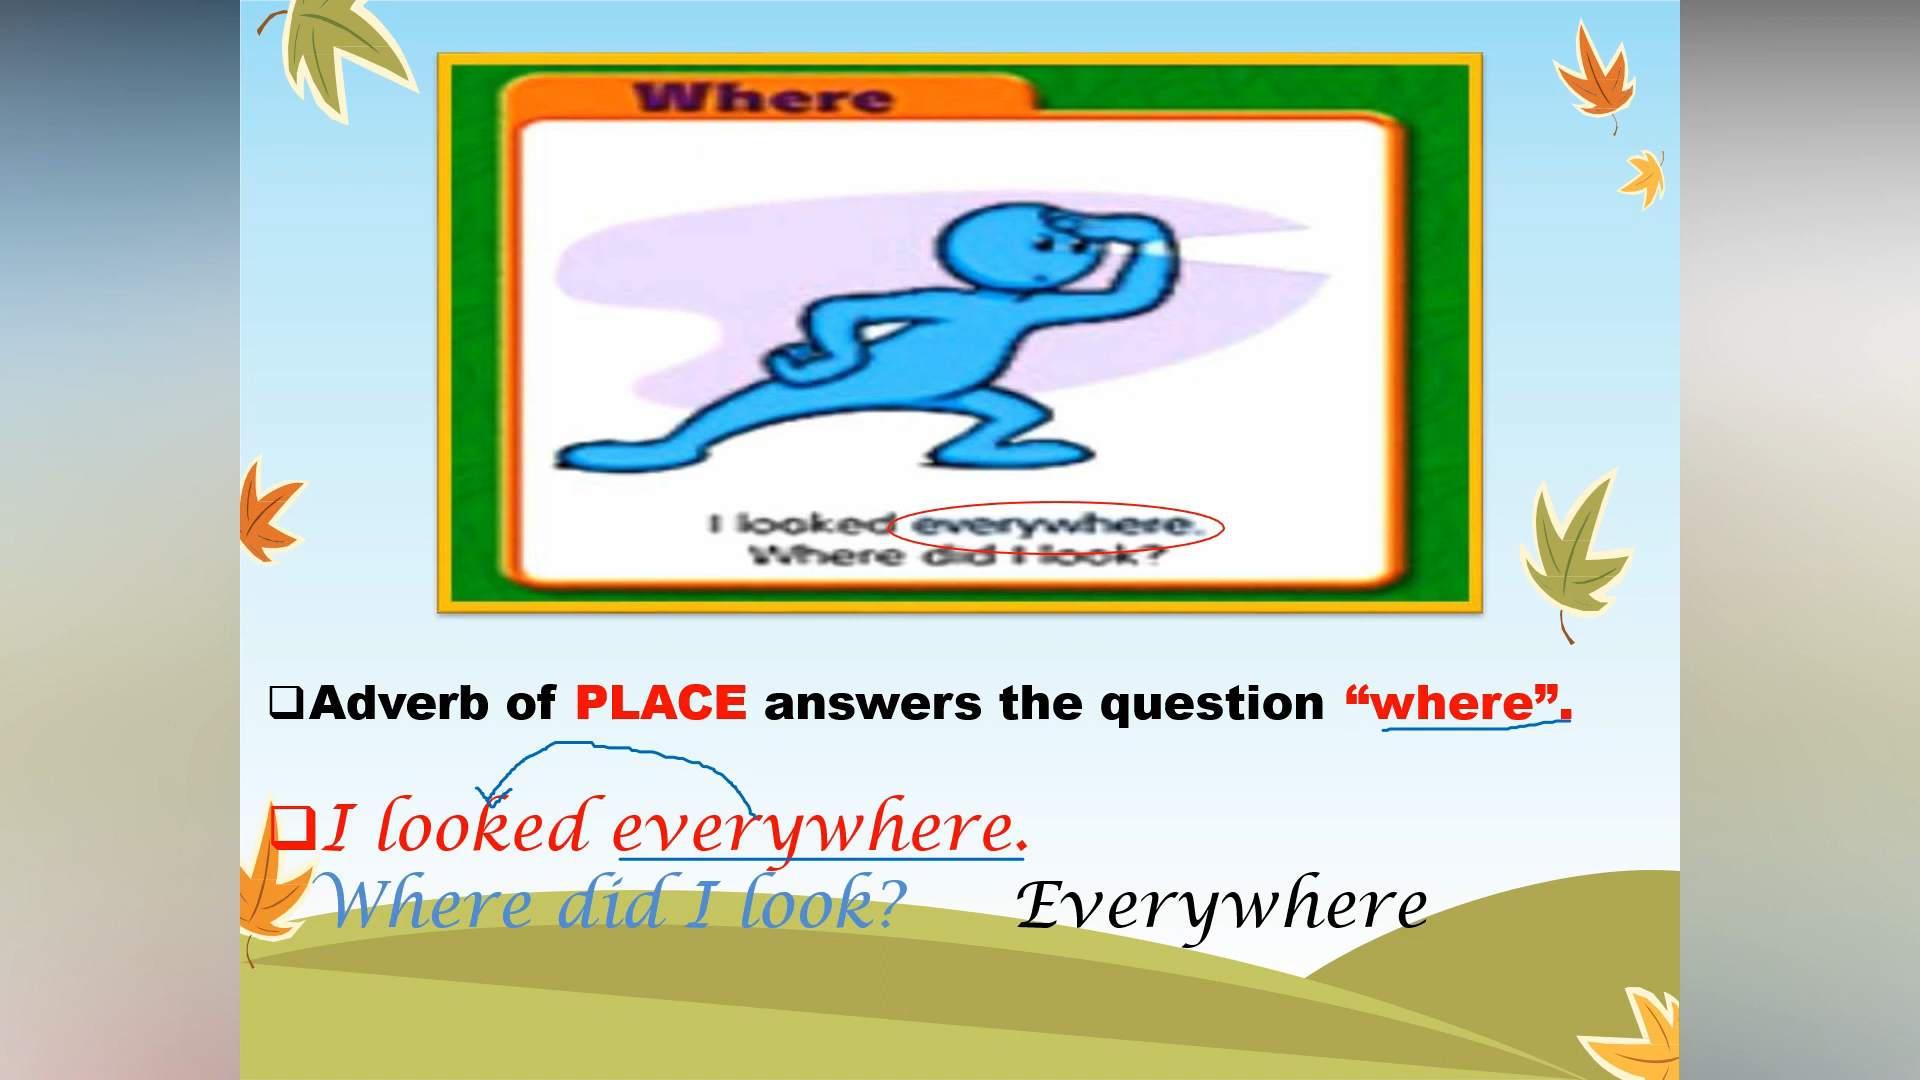 Where
I looked everywhere.
Where did I look?
Adverb of PLACE answers the question “where”.
I looked everywhere.
Where did I look? Everywhere